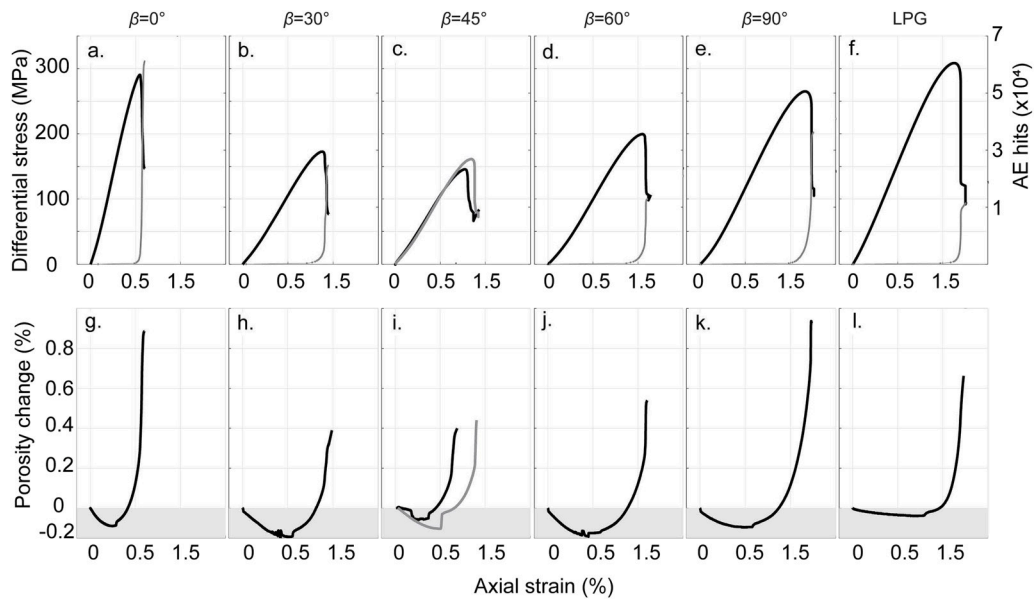 β=0° β=30° β=45° β=60° β=90° LPG
a. b. c. d. e. f.
Differential stress (MPa)
300
200
100
0
7
5
3
1
AE hits (x10⁴)
0 0.5 1.5 0 0.5 1.5 0 0.5 1.5 0 0.5 1.5 0 0.5 1.5 0 0.5 1.5
g. h. i. j. k. l.
Porosity change (%)
0.8
0.6
0.4
0.2
0
-0.2
0 0.5 1.5 0 0.5 1.5 0 0.5 1.5 0 0.5 1.5 0 0.5 1.5 0 0.5 1.5
Axial strain (%)